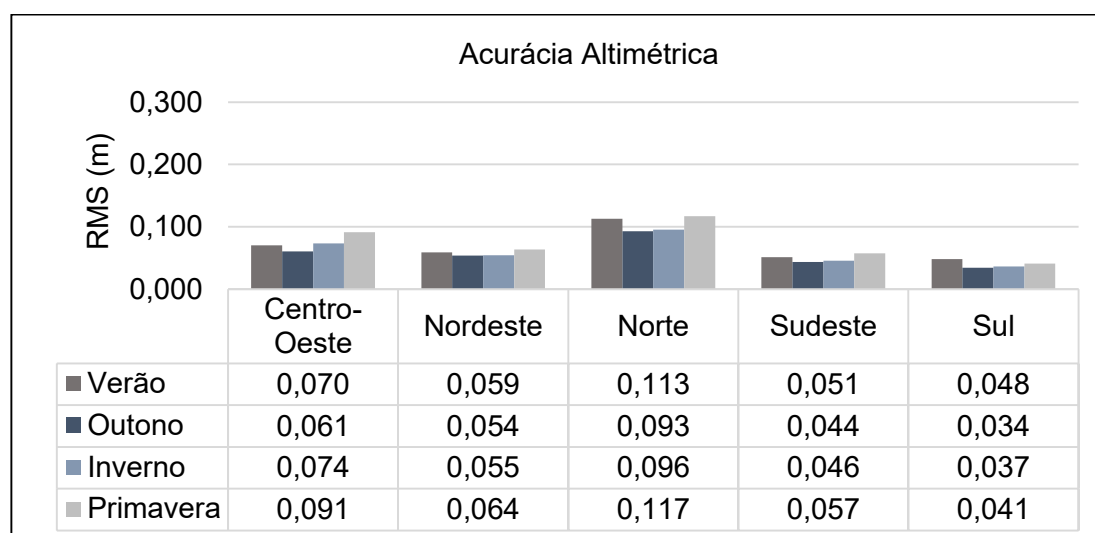 Acurácia Altimétrica
RMS (m)
0,300
0,200
0,100
0,000
Centro-
Oeste
Nordeste
Norte
Sudeste
Sul
Verão 0,070 0,059 0,113 0,051 0,048
Outono 0,061 0,054 0,093 0,044 0,034
Inverno 0,074 0,055 0,096 0,046 0,037
Primavera 0,091 0,064 0,117 0,057 0,041